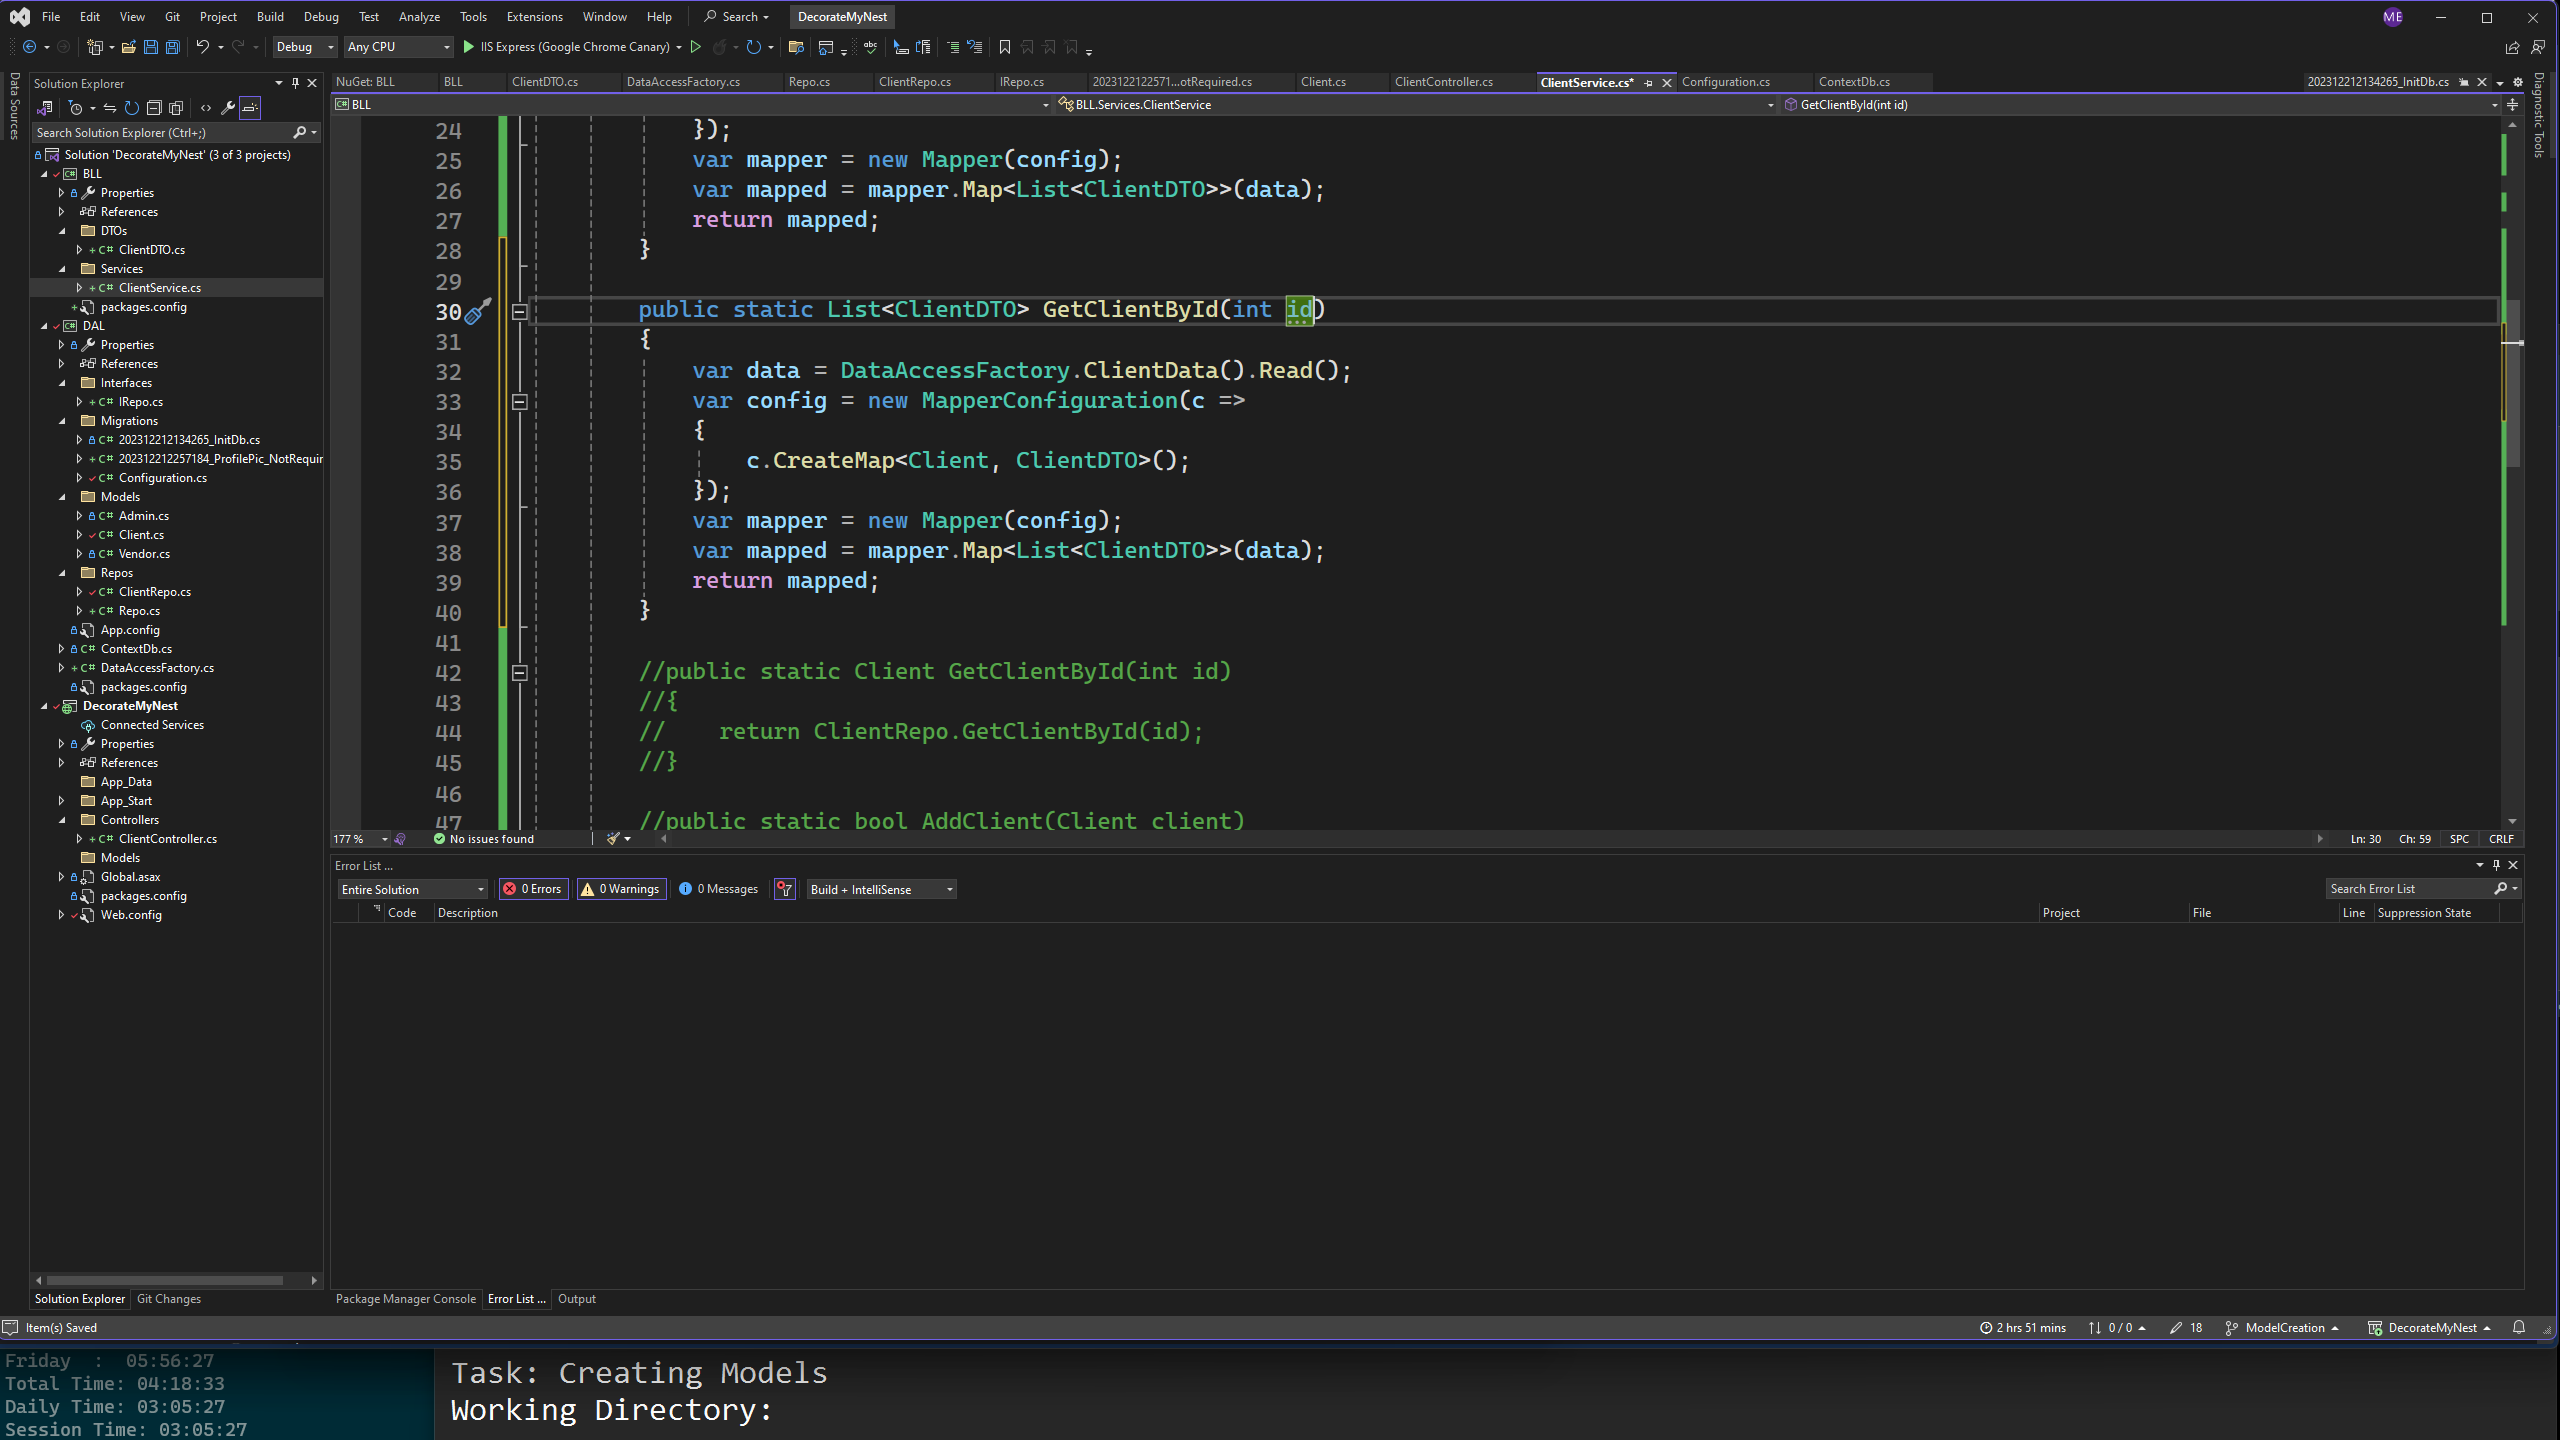 File Edit View Git Project Build Debug Test Analyze Tools Extensions Window Help Search DecorateMyNest ME
Debug Any CPU IIS Express (Google Chrome Canary)
Data Sources
Solution Explorer
Search Solution Explorer (Ctrl+;)
Solution 'DecorateMyNest' (3 of 3 projects)
BLL
Properties
References
DTOs
ClientDTO.cs
Services
ClientService.cs
packages.config
DAL
Properties
References
Interfaces
IRepo.cs
Migrations
202312212134265_InitDb.cs
202312212257184_ProfilePic_NotRequir
Configuration.cs
Models
Admin.cs
Client.cs
Vendor.cs
Repos
ClientRepo.cs
Repo.cs
App.config
ContextDb.cs
DataAccessFactory.cs
packages.config
DecorateMyNest
Connected Services
Properties
References
App_Data
App_Start
Controllers
ClientController.cs
Models
Global.asax
packages.config
Web.config
Solution Explorer Git Changes
NuGet: BLL BLL ClientDTO.cs DataAccessFactory.cs Repo.cs ClientRepo.cs IRepo.cs 2023122122571...otRequired.cs Client.cs ClientController.cs ClientService.cs* Configuration.cs ContextDb.cs 202312212134265_InitDb.cs
BLL BLL.Services.ClientService GetClientById(int id)
Diagnostic Tools
24 });
25 var mapper = new Mapper(config);
26 var mapped = mapper.Map<List<ClientDTO>>(data);
27 return mapped;
28 }
29
30 public static List<ClientDTO> GetClientById(int id)
31 {
32 var data = DataAccessFactory.ClientData().Read();
33 var config = new MapperConfiguration(c =>
34 {
35 c.CreateMap<Client, ClientDTO>();
36 });
37 var mapper = new Mapper(config);
38 var mapped = mapper.Map<List<ClientDTO>>(data);
39 return mapped;
40 }
41
42 //public static Client GetClientById(int id)
43 //{
44 // return ClientRepo.GetClientById(id);
45 //}
46
47 //public static bool AddClient(Client client)
177 % No issues found Ln: 30 Ch: 59 SPC CRLF
Error List ...
Entire Solution 0 Errors 0 Warnings 0 Messages Build + IntelliSense Search Error List
Code Description Project File Line Suppression State
Package Manager Console Error List ... Output
Item(s) Saved 2 hrs 51 mins 0 / 0 18 ModelCreation DecorateMyNest
Friday : 05:56:27
Total Time: 04:18:33
Daily Time: 03:05:27
Session Time: 03:05:27
Task: Creating Models
Working Directory: